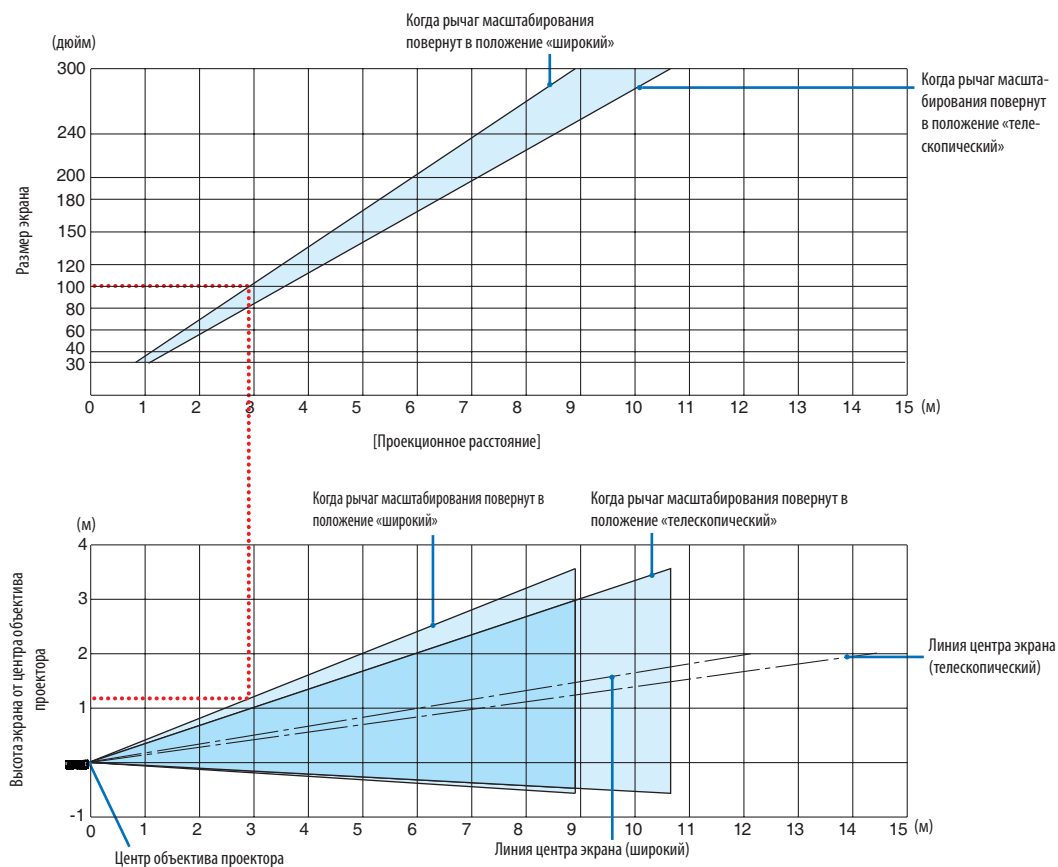 Когда рычаг масштабирования
повернут в положение «широкий»
(дюйм)
300
240
200
180
150
120
100
80
60
40
30
Размер экрана
Когда рычаг масшта-
бирования повернут
в положение «теле-
скопический»
0 1 2 3 4 5 6 7 8 9 10 11 12 13 14 15 (м)
[Проекционное расстояние]
Когда рычаг масштабирования повернут в
положение «широкий»
Когда рычаг масштабирования повернут в
положение «телескопический»
(м)
4
3
2
1
-1
Высота экрана от центра объектива
проектора
Линия центра экрана
(телескопический)
0 1 2 3 4 5 6 7 8 9 10 11 12 13 14 15 (м)
Центр объектива проектора
Линия центра экрана (широкий)